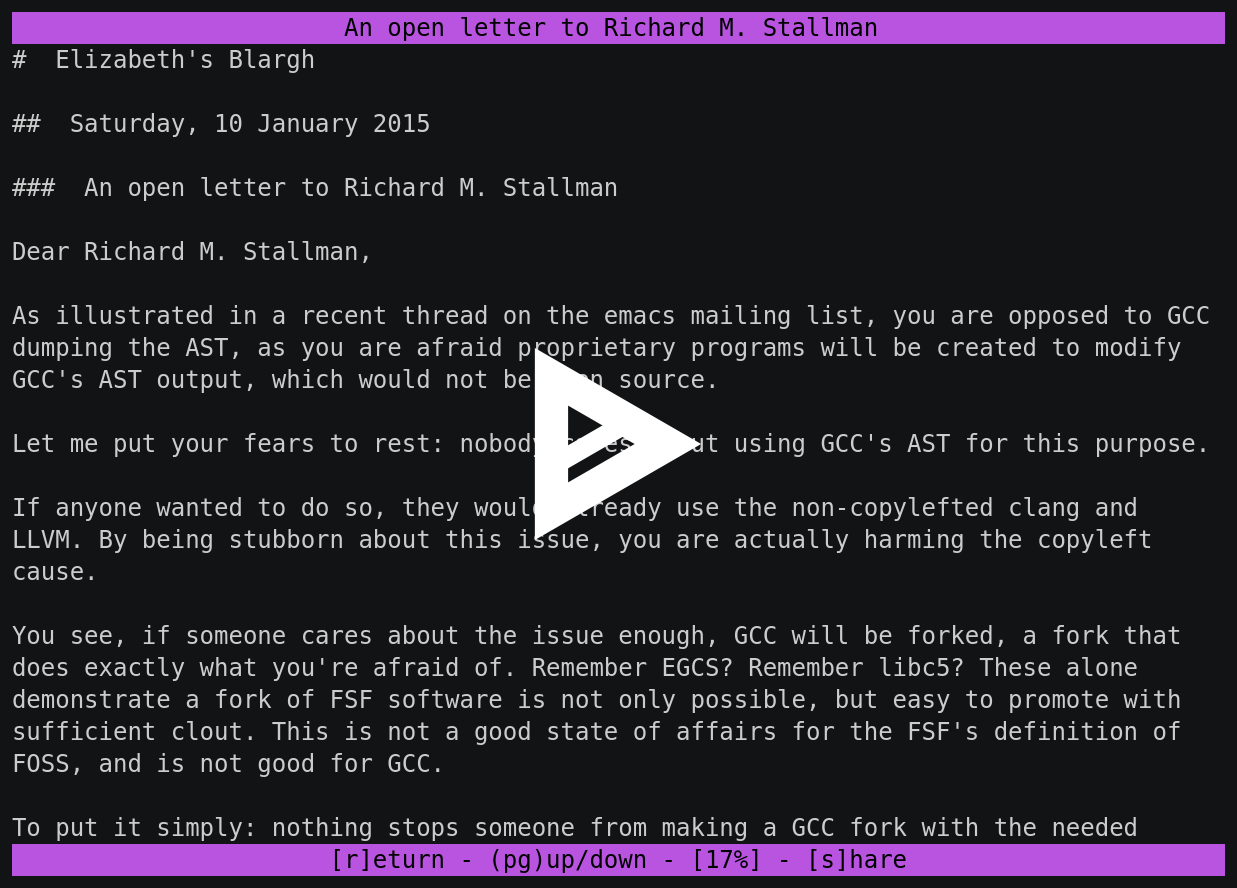 An open letter to Richard M. Stallman
# Elizabeth's Blargh
## Saturday, 10 January 2015
### An open letter to Richard M. Stallman
Dear Richard M. Stallman,
As illustrated in a recent thread on the emacs mailing list, you are opposed to GCC
dumping the AST, as you are afraid proprietary programs will be created to modify
GCC's AST output, which would not be source.
Let me put your fears to rest: nobody using GCC's AST for this purpose.
If anyone wanted to do so, they would already use the non-copylefted clang and
LLVM. By being stubborn about this issue, you are actually harming the copyleft
cause.
You see, if someone cares about the issue enough, GCC will be forked, a fork that
does exactly what you're afraid of. Remember EGCS? Remember libc5? These alone
demonstrate a fork of FSF software is not only possible, but easy to promote with
sufficient clout. This is not a good state of affairs for the FSF's definition of
FOSS, and is not good for GCC.
To put it simply: nothing stops someone from making a GCC fork with the needed
[r]eturn - (pg)up/down - [17%] - [s]hare